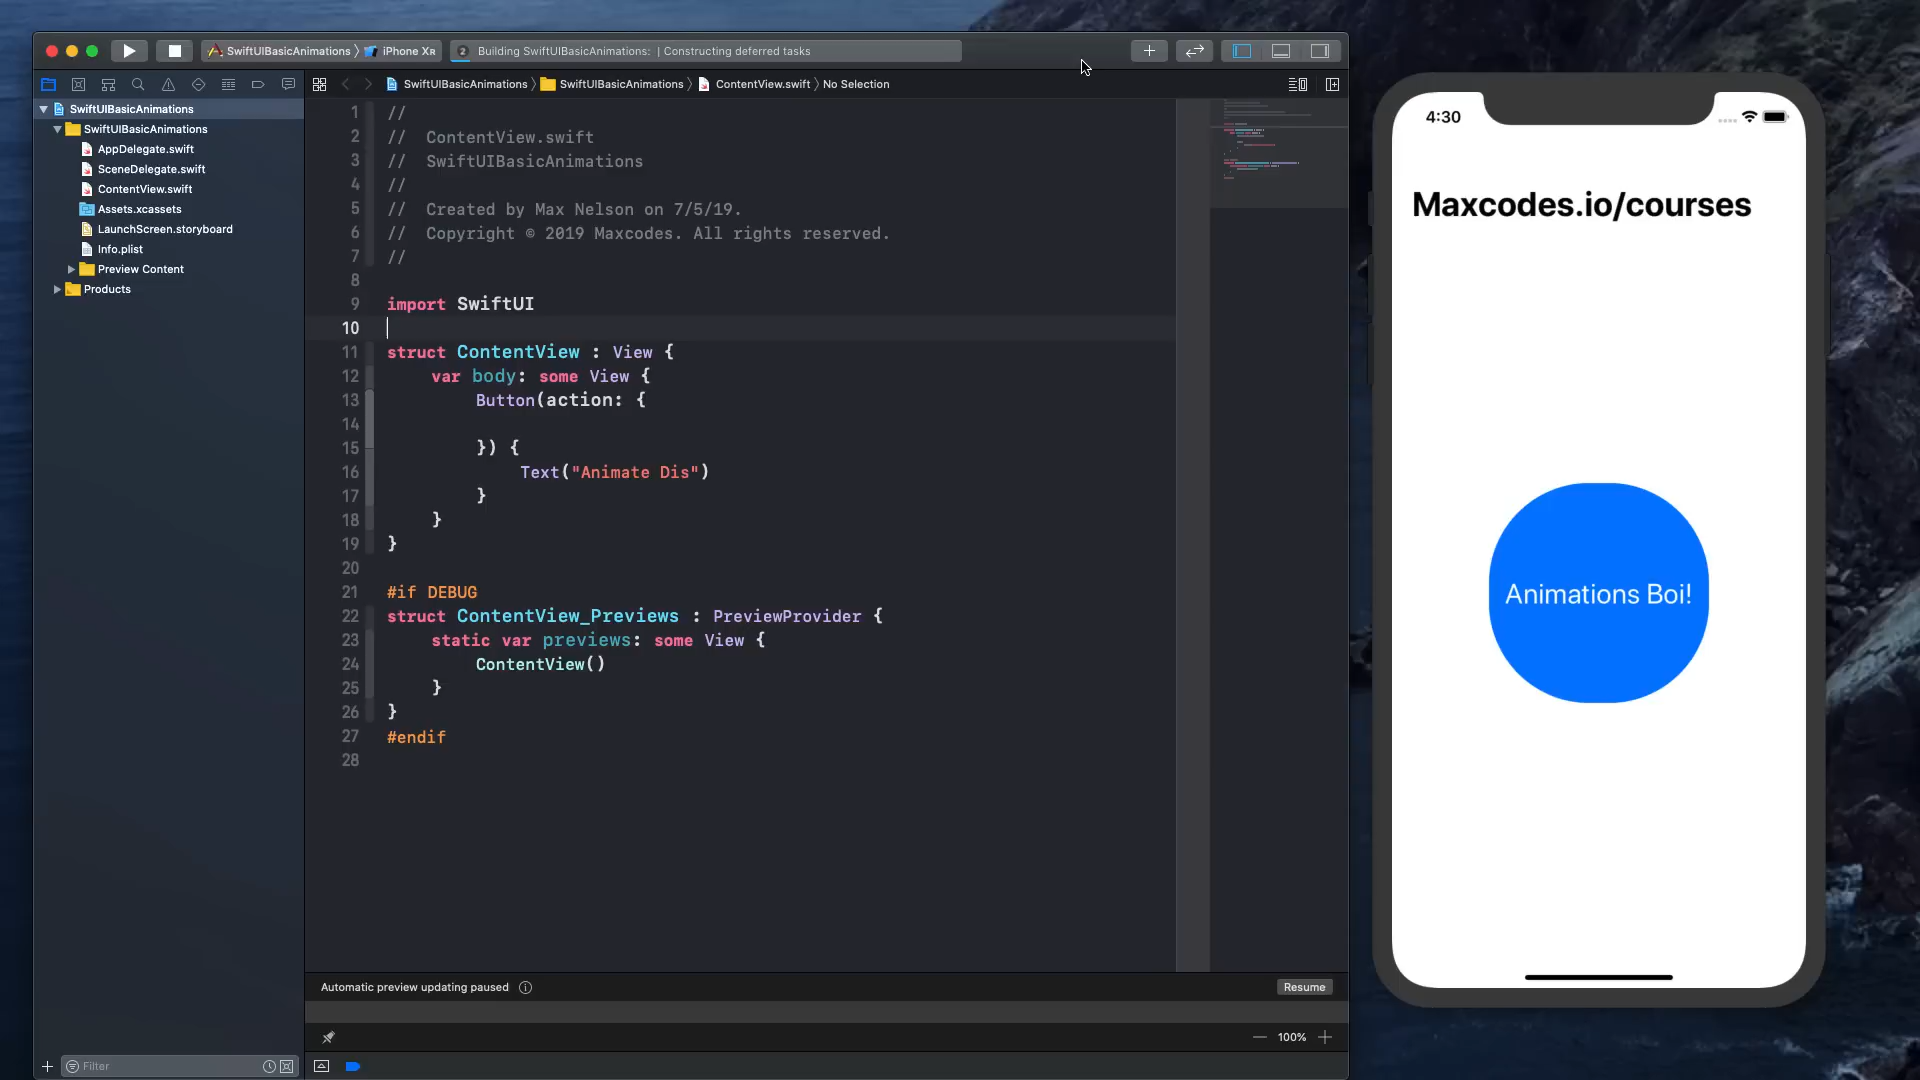 SwiftUIBasicAnimations 〉 iPhone Xʀ
2 Building SwiftUIBasicAnimations: | Constructing deferred tasks
SwiftUIBasicAnimations 〉 SwiftUIBasicAnimations 〉 ContentView.swift 〉 No Selection
SwiftUIBasicAnimations
SwiftUIBasicAnimations
AppDelegate.swift
SceneDelegate.swift
ContentView.swift
Assets.xcassets
LaunchScreen.storyboard
Info.plist
Preview Content
Products
Filter
1 //
2 //  ContentView.swift
3 //  SwiftUIBasicAnimations
4 //
5 //  Created by Max Nelson on 7/5/19.
6 //  Copyright © 2019 Maxcodes. All rights reserved.
7 //
8
9 import SwiftUI
10
11 struct ContentView : View {
12     var body: some View {
13         Button(action: {
14
15         }) {
16             Text("Animate Dis")
17         }
18     }
19 }
20
21 #if DEBUG
22 struct ContentView_Previews : PreviewProvider {
23     static var previews: some View {
24         ContentView()
25     }
26 }
27 #endif
28
Automatic preview updating paused
Resume
100%
4:30
Maxcodes.io/courses
Animations Boi!